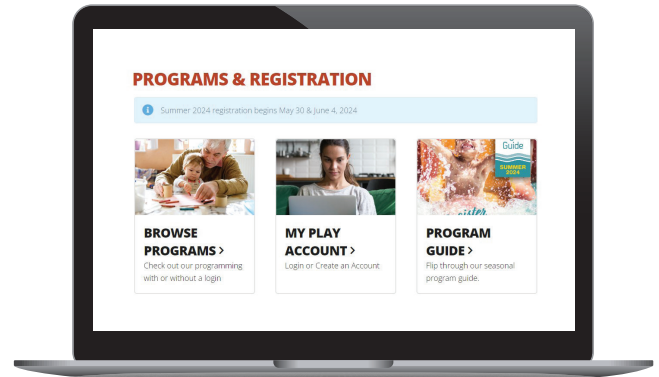 PROGRAMS & REGISTRATION
Summer 2024 registration begins May 30 & June 4, 2024
Guide
SUMMER
2024
BROWSE
PROGRAMS >
Check out our programming
with or without a login
MY PLAY
ACCOUNT >
Login or Create an Account
PROGRAM
GUIDE >
Flip through our seasonal
program guide.